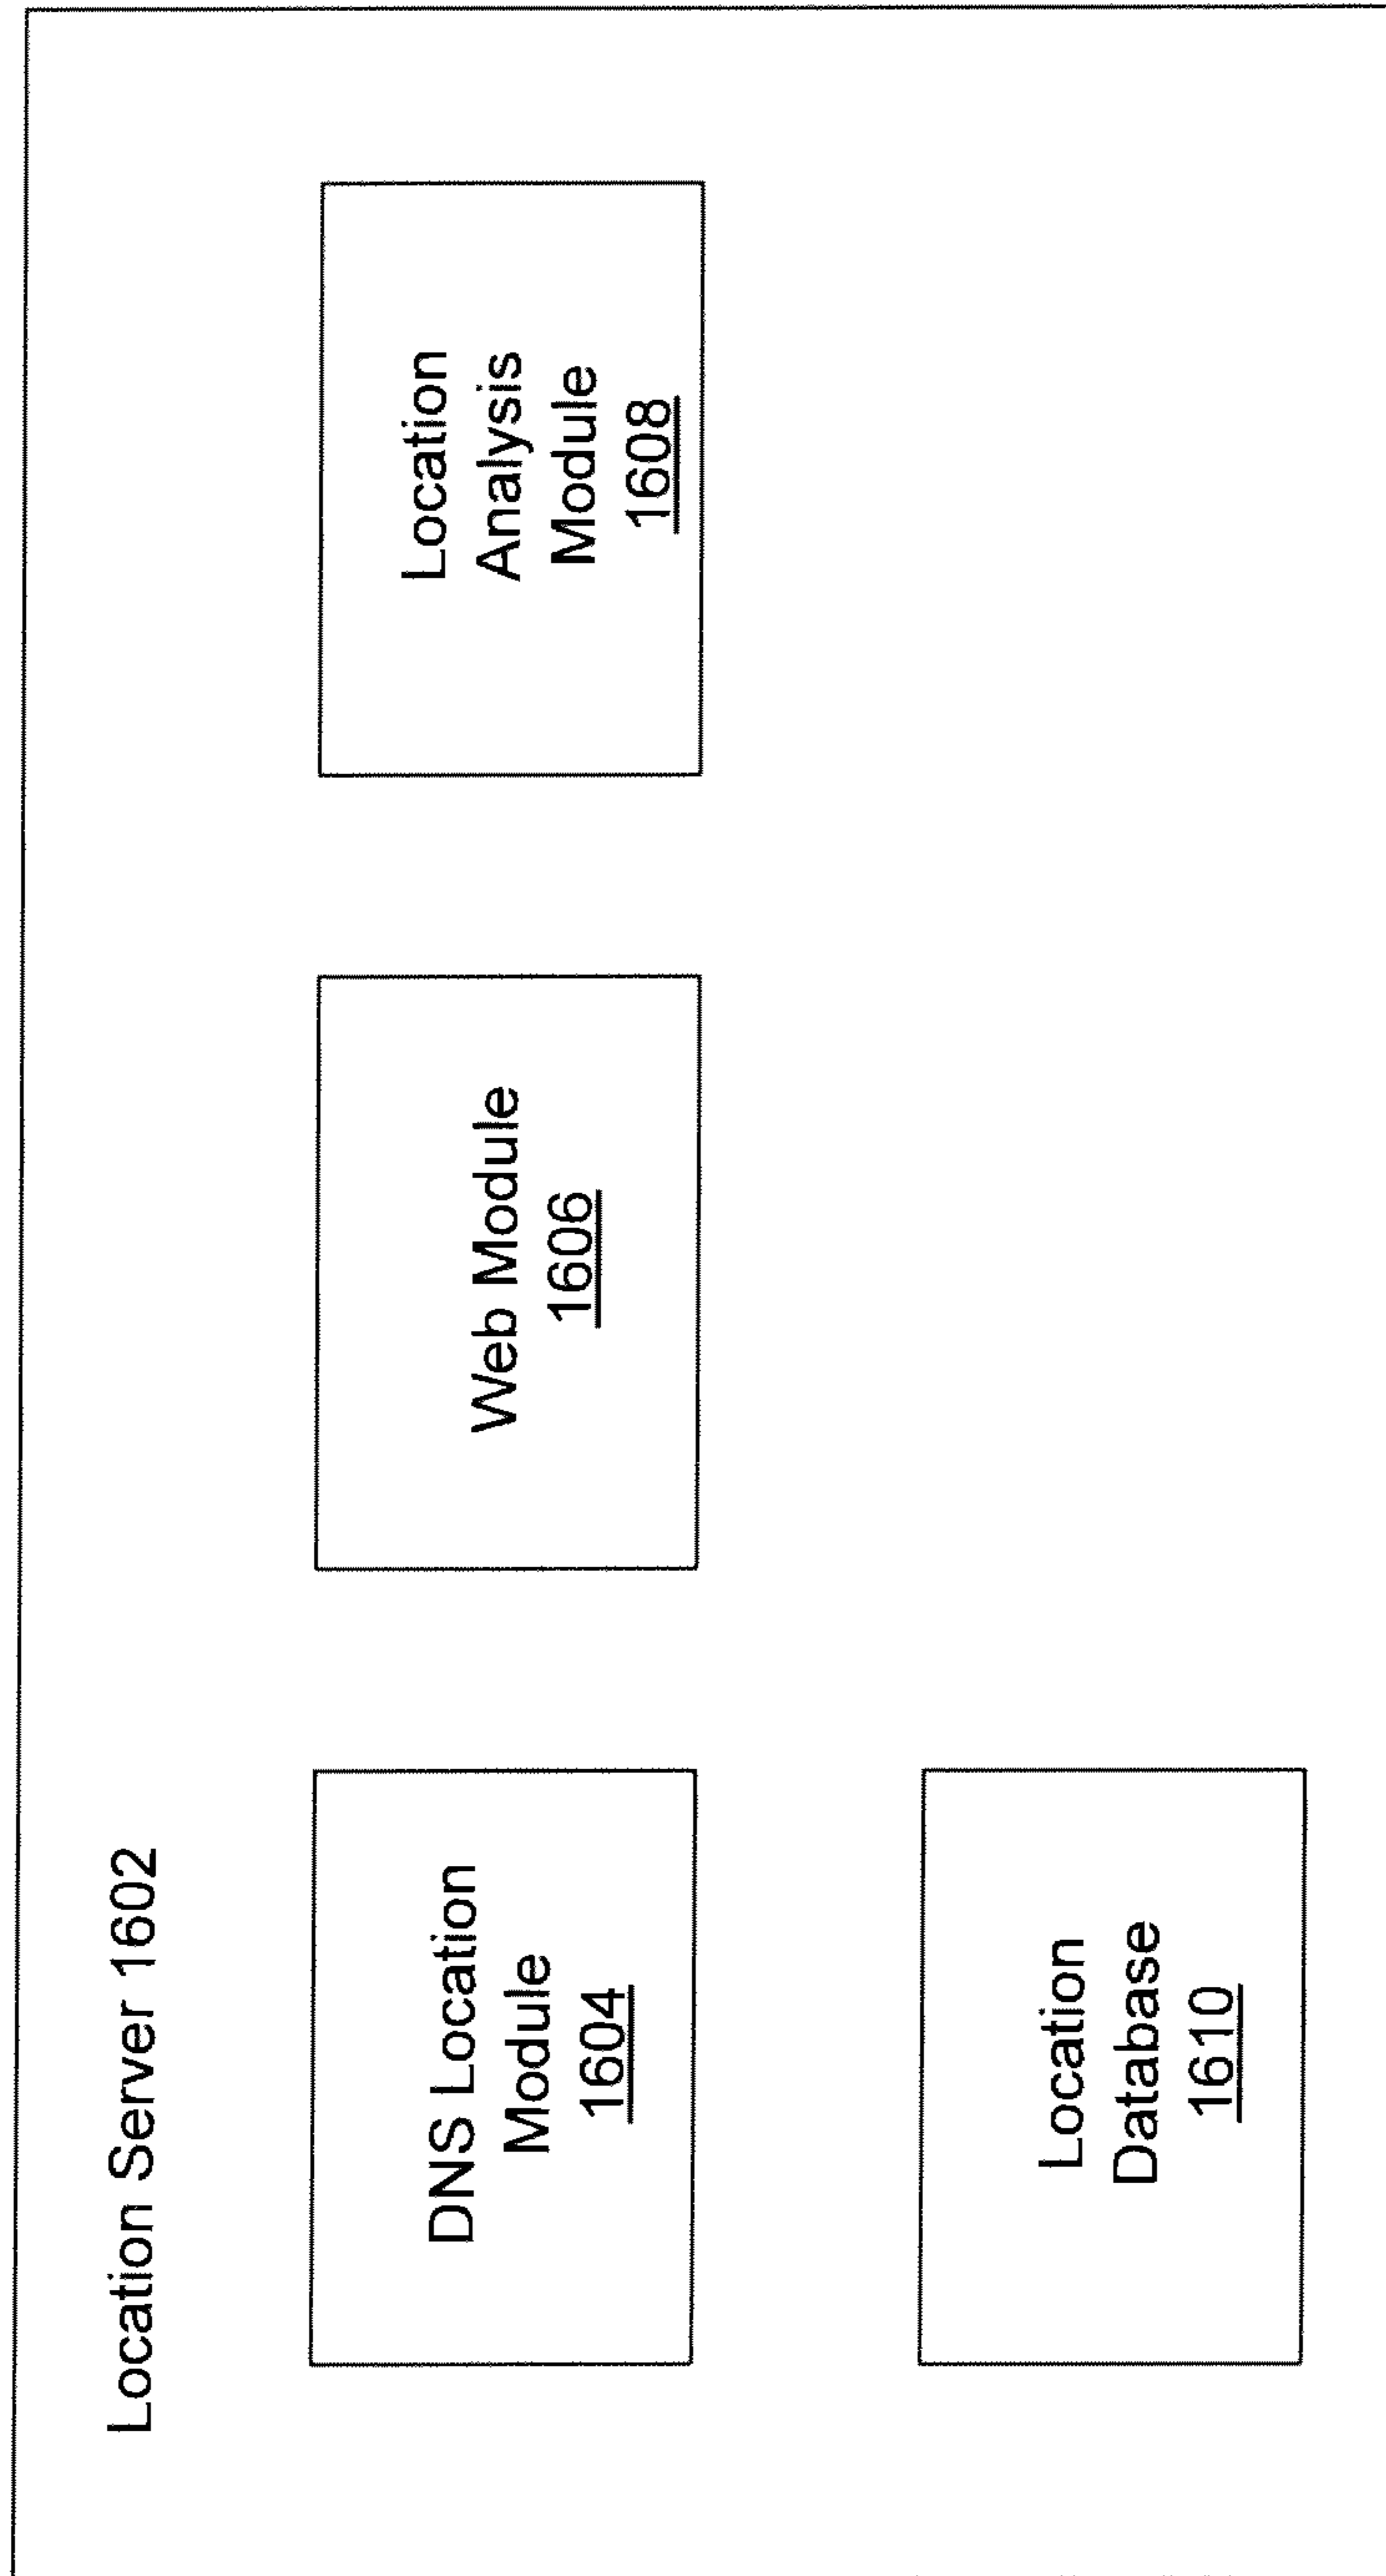 Location Server 1602
DNS Location
Module
1604
Web Module
1606
Location
Analysis
Module
1608
Location
Database
1610